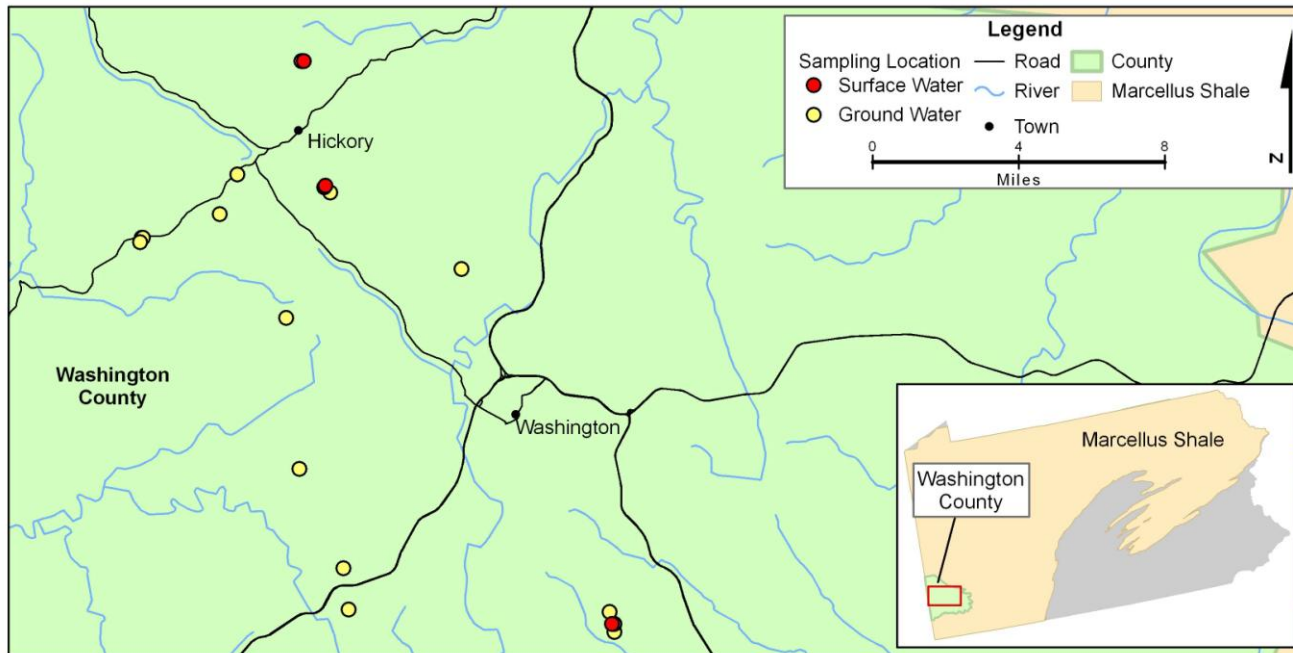 Legend
Sampling Location
Surface Water
Ground Water
Road
River
Town
County
Marcellus Shale
0 4 8
Miles
N
Hickory
Washington
County
Washington
Marcellus Shale
Washington
County